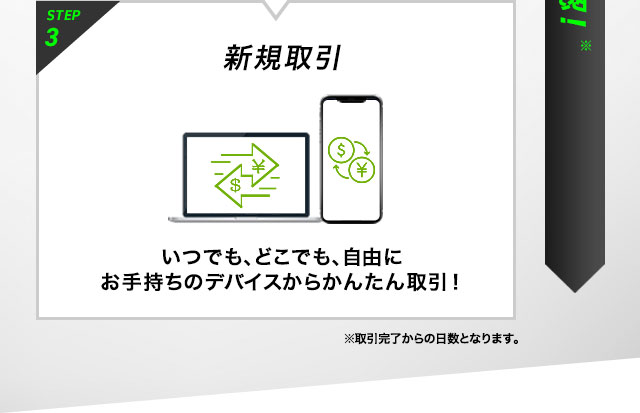 STEP
3
新規取引
$
¥
$
¥
いつでも、どこでも、自由に
お手持ちのデバイスからかんたん取引！
※
※取引完了からの日数となります。